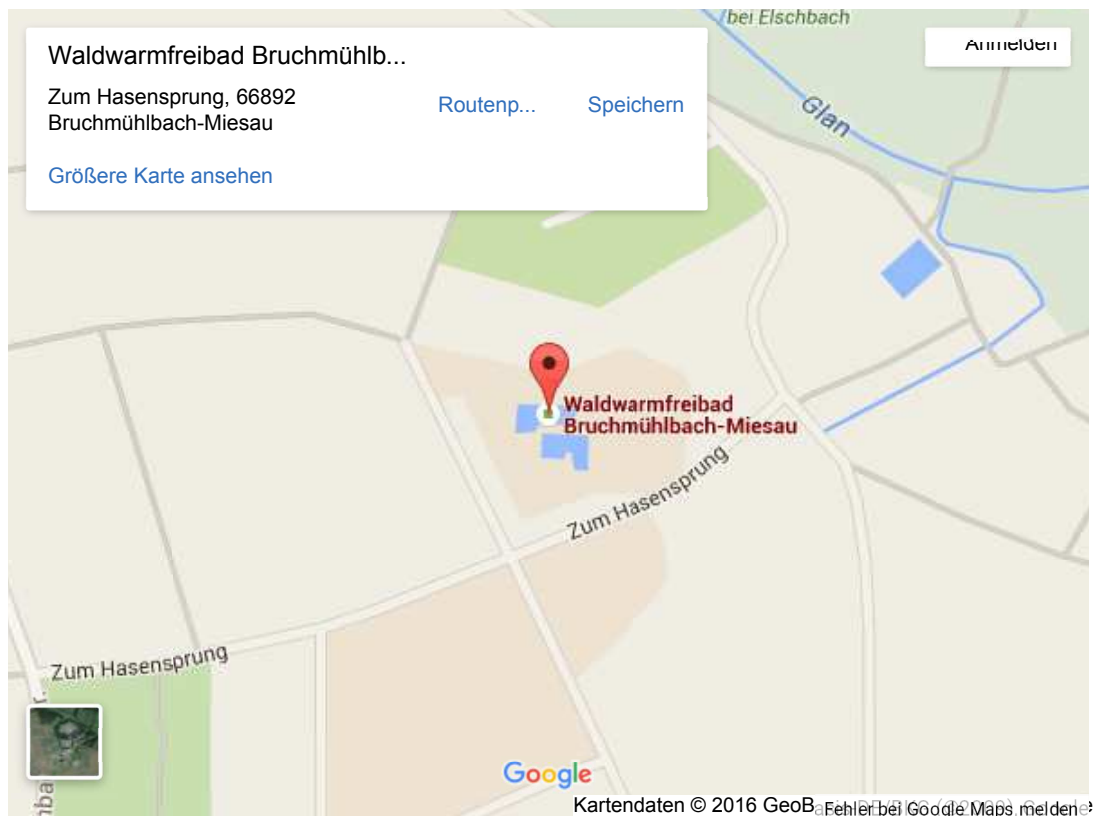 bei Elschbach
Waldwarmfreibad Bruchmühlb...
Anmelden
Zum Hasensprung, 66892
Bruchmühlbach-Miesau
Routenp...
Speichern
Größere Karte ansehen
Glan
Waldwarmfreibad
Bruchmühlbach-Miesau
Zum Hasensprung
Zum Hasensprung
Google
Kartendaten © 2016 GeoB
Fehler bei Google Maps melden